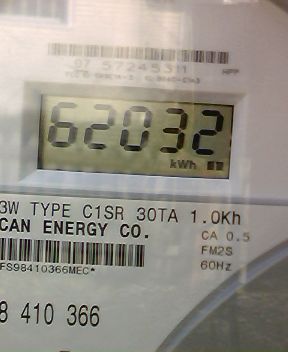 07 57245311
62032
kWh
3W TYPE C1SR 30TA 1.0Kh
CAN ENERGY CO.
CA 0.5
FM2S
60Hz
FS98410366MEC*
8 410 366